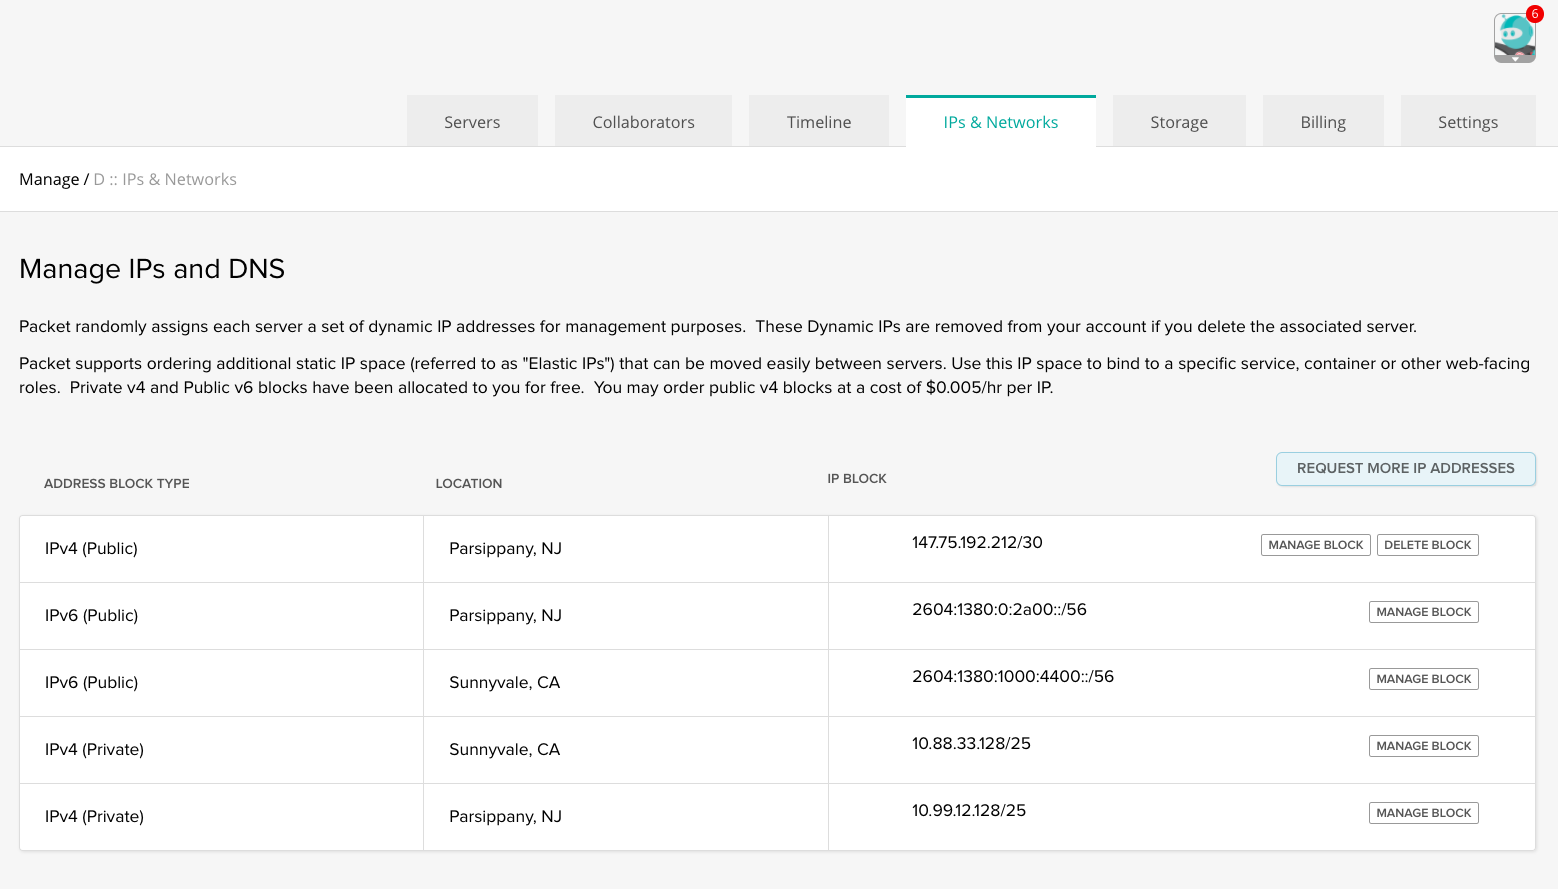 6
Servers Collaborators Timeline IPs & Networks Storage Billing Settings
Manage / D :: IPs & Networks
Manage IPs and DNS
Packet randomly assigns each server a set of dynamic IP addresses for management purposes.  These Dynamic IPs are removed from your account if you delete the associated server.
Packet supports ordering additional static IP space (referred to as "Elastic IPs") that can be moved easily between servers. Use this IP space to bind to a specific service, container or other web-facing
roles.  Private v4 and Public v6 blocks have been allocated to you for free.  You may order public v4 blocks at a cost of $0.005/hr per IP.
REQUEST MORE IP ADDRESSES
ADDRESS BLOCK TYPE LOCATION IP BLOCK
IPv4 (Public) Parsippany, NJ 147.75.192.212/30 MANAGE BLOCK DELETE BLOCK
IPv6 (Public) Parsippany, NJ 2604:1380:0:2a00::/56 MANAGE BLOCK
IPv6 (Public) Sunnyvale, CA 2604:1380:1000:4400::/56 MANAGE BLOCK
IPv4 (Private) Sunnyvale, CA 10.88.33.128/25 MANAGE BLOCK
IPv4 (Private) Parsippany, NJ 10.99.12.128/25 MANAGE BLOCK